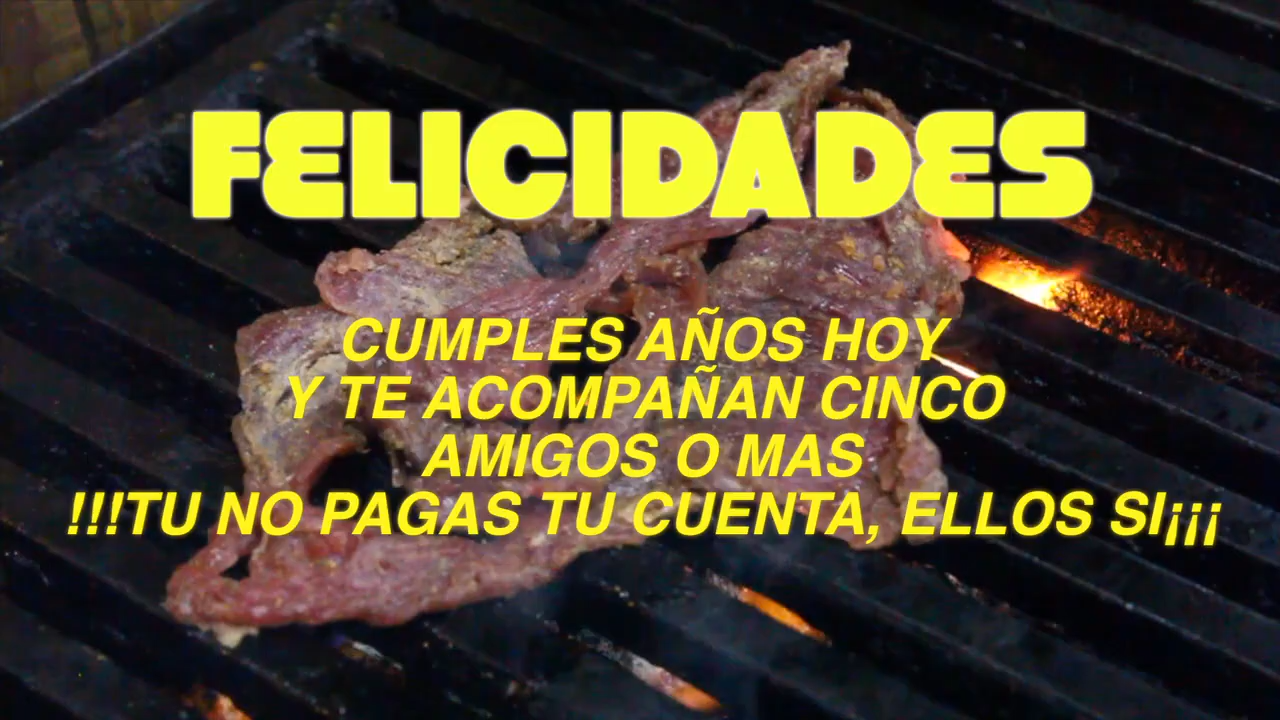 FELICIDADES
CUMPLES AÑOS HOY
Y TE ACOMPAÑAN CINCO
AMIGOS O MAS
!!!TU NO PAGAS TU CUENTA, ELLOS SI¡¡¡